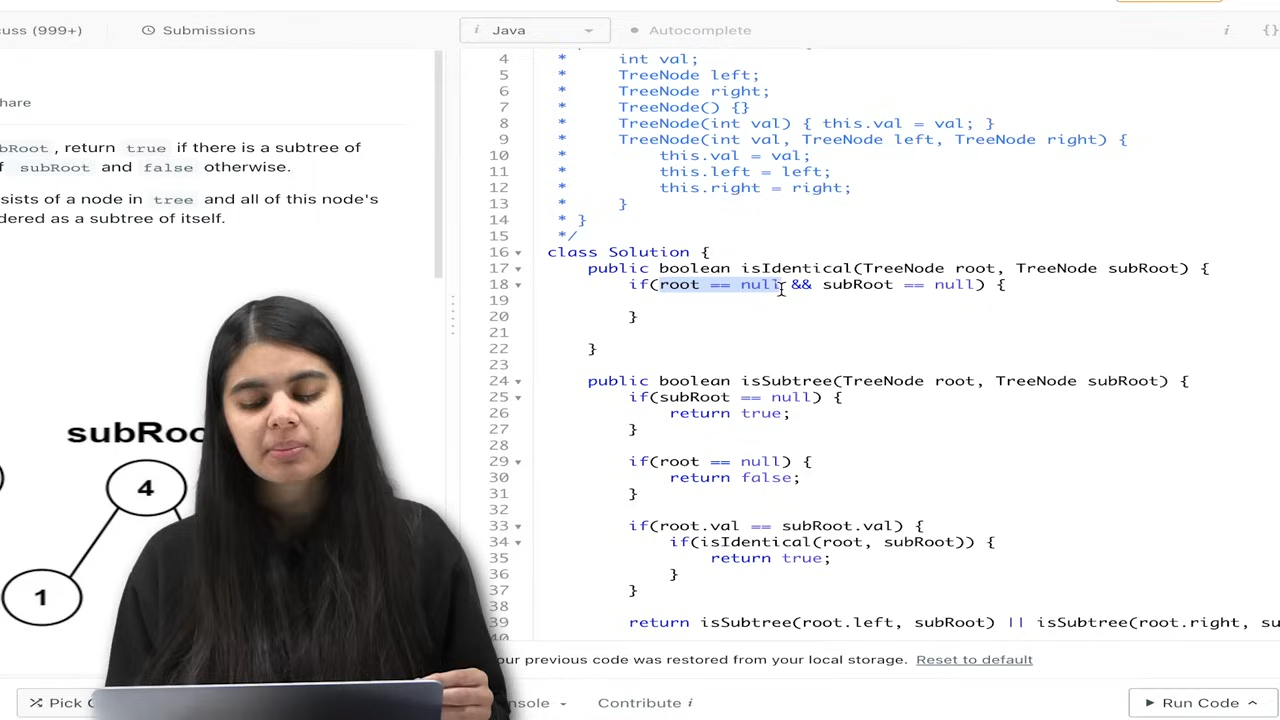 uss (999+)
Submissions
i Java
Autocomplete
i {}
hare
bRoot, return true if there is a subtree of
f subRoot and false otherwise.
sists of a node in tree and all of this node's
dered as a subtree of itself.
subRoo
4
1
4 * int val;
5 * TreeNode left;
6 * TreeNode right;
7 * TreeNode() {}
8 * TreeNode(int val) { this.val = val; }
9 * TreeNode(int val, TreeNode left, TreeNode right) {
10 * this.val = val;
11 * this.left = left;
12 * this.right = right;
13 * }
14 * }
15 */
16 class Solution {
17 public boolean isIdentical(TreeNode root, TreeNode subRoot) {
18 if(root == null && subRoot == null) {
19
20 }
21
22 }
23
24 public boolean isSubtree(TreeNode root, TreeNode subRoot) {
25 if(subRoot == null) {
26 return true;
27 }
28
29 if(root == null) {
30 return false;
31 }
32
33 if(root.val == subRoot.val) {
34 if(isIdentical(root, subRoot)) {
35 return true;
36 }
37 }
38
39 return isSubtree(root.left, subRoot) || isSubtree(root.right, su
our previous code was restored from your local storage. Reset to default
Pick
nsole
Contribute i
Run Code